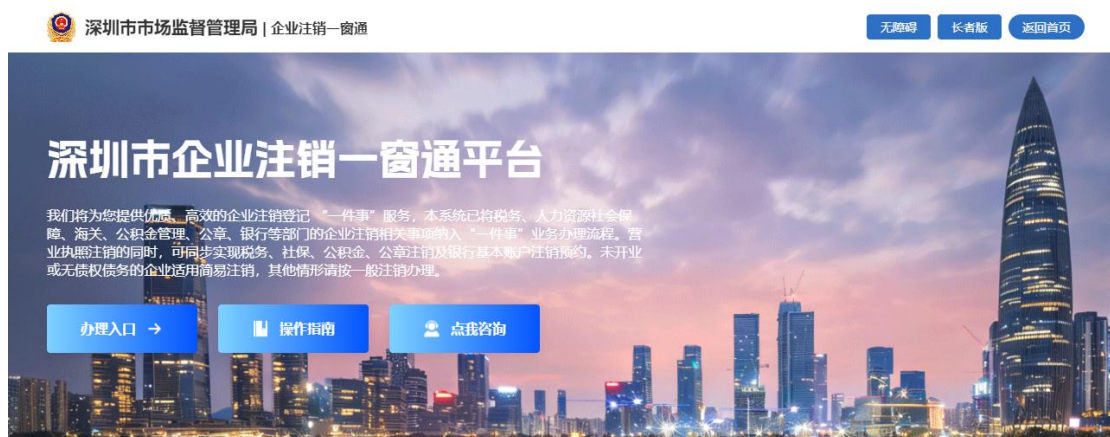 深圳市市场监督管理局 | 企业注销一窗通
无障碍 长者版 返回首页
深圳市企业注销一窗通平台
我们将为您提供优质、高效的企业注销登记 “一件事” 服务，本系统已将税务、人力资源社会保
障、海关、公积金管理、公章、银行等部门的企业注销相关事项纳入 “一件事” 业务办理流程。营
业执照注销的同时，可同步实现税务、社保、公积金、公章注销及银行基本账户注销预约。未开业
或无债权债务的企业适用简易注销，其他情形请按一般注销办理。
办理入口 → 操作指南 点我咨询